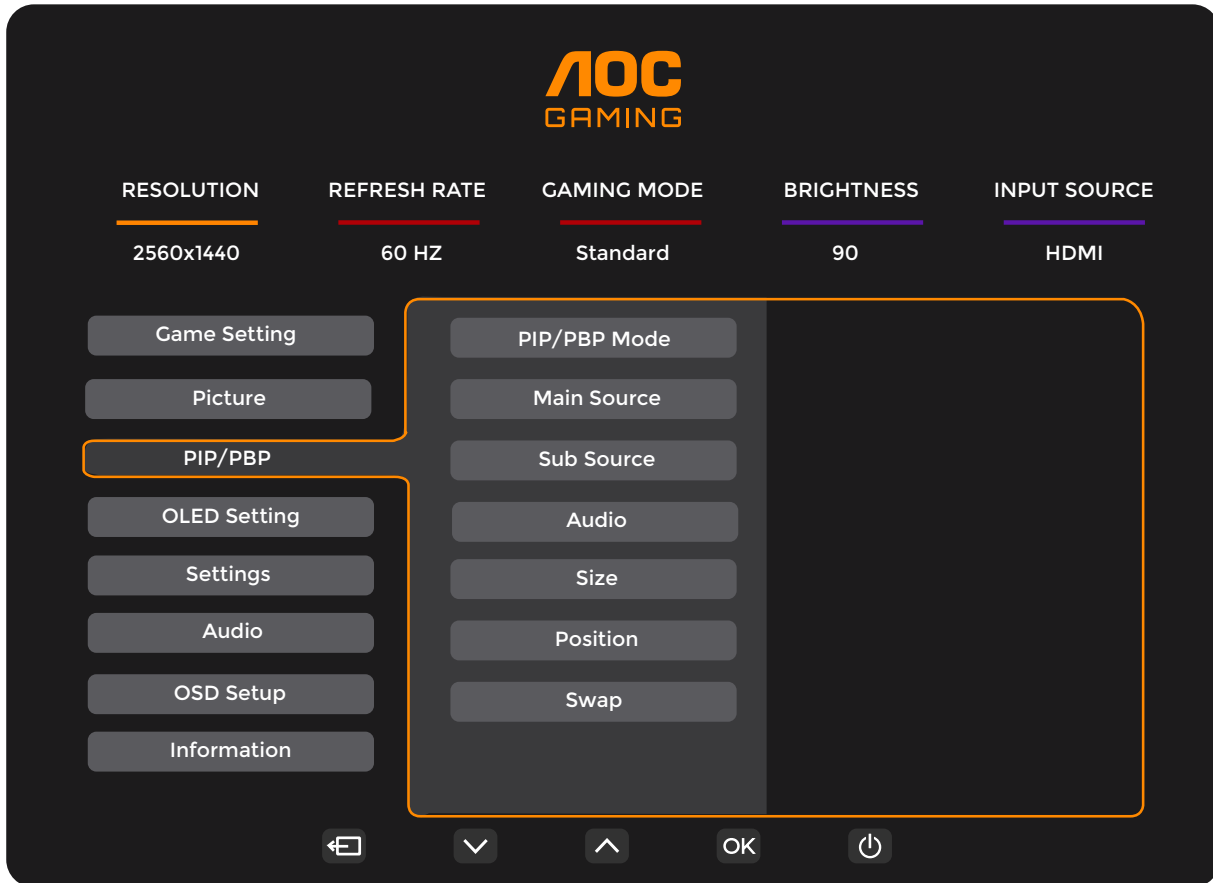 AOC
GAMING
RESOLUTION REFRESH RATE GAMING MODE BRIGHTNESS INPUT SOURCE
2560x1440 60 HZ Standard 90 HDMI
Game Setting
Picture
PIP/PBP
OLED Setting
Settings
Audio
OSD Setup
Information
PIP/PBP Mode
Main Source
Sub Source
Audio
Size
Position
Swap
OK